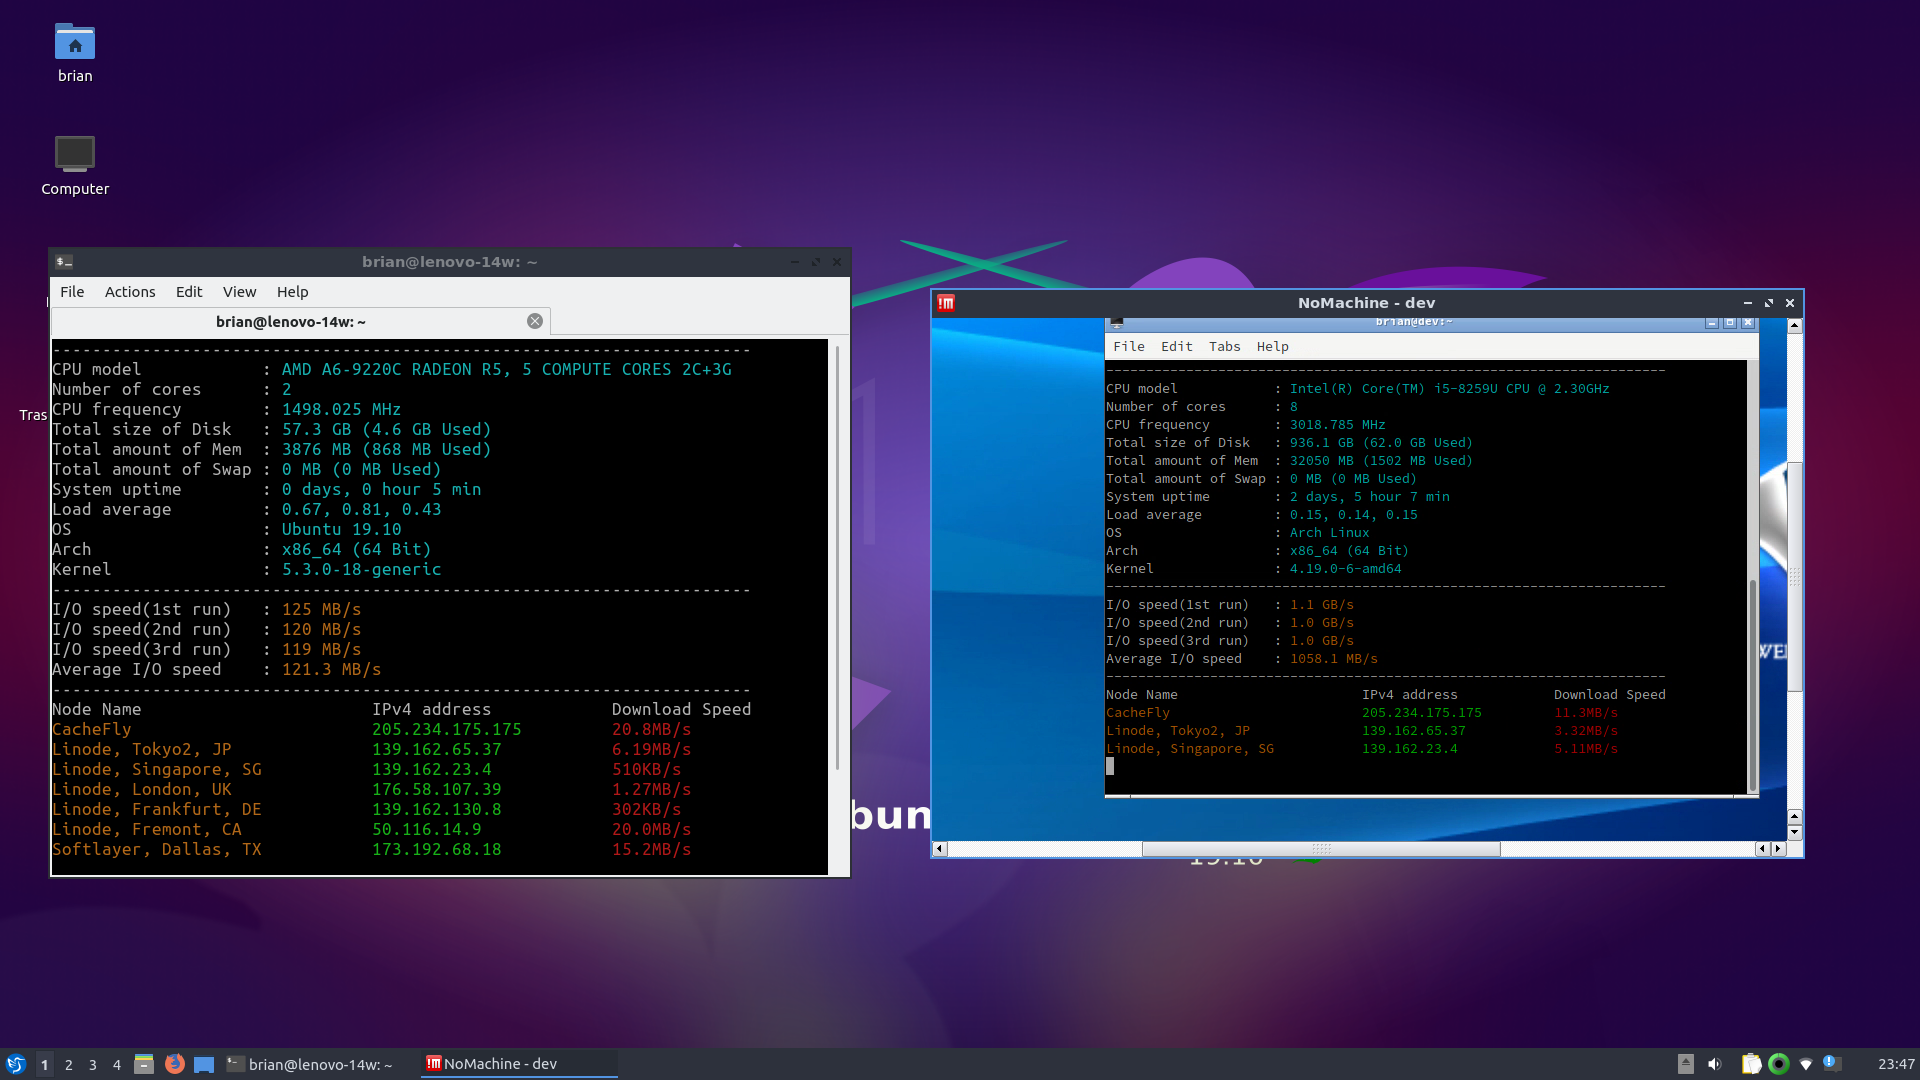 brian
Computer
Tras
brian@lenovo-14w: ~
File Actions Edit View Help
brian@lenovo-14w: ~
----------------------------------------------------------------------
CPU model : AMD A6-9220C RADEON R5, 5 COMPUTE CORES 2C+3G
Number of cores : 2
CPU frequency : 1498.025 MHz
Total size of Disk : 57.3 GB (4.6 GB Used)
Total amount of Mem : 3876 MB (868 MB Used)
Total amount of Swap : 0 MB (0 MB Used)
System uptime : 0 days, 0 hour 5 min
Load average : 0.67, 0.81, 0.43
OS : Ubuntu 19.10
Arch : x86_64 (64 Bit)
Kernel : 5.3.0-18-generic
----------------------------------------------------------------------
I/O speed(1st run) : 125 MB/s
I/O speed(2nd run) : 120 MB/s
I/O speed(3rd run) : 119 MB/s
Average I/O speed : 121.3 MB/s
----------------------------------------------------------------------
Node Name IPv4 address Download Speed
CacheFly 205.234.175.175 20.8MB/s
Linode, Tokyo2, JP 139.162.65.37 6.19MB/s
Linode, Singapore, SG 139.162.23.4 510KB/s
Linode, London, UK 176.58.107.39 1.27MB/s
Linode, Frankfurt, DE 139.162.130.8 302KB/s
Linode, Fremont, CA 50.116.14.9 20.0MB/s
Softlayer, Dallas, TX 173.192.68.18 15.2MB/s
NoMachine - dev
brian@dev:~
File Edit Tabs Help
----------------------------------------------------------------------
CPU model : Intel(R) Core(TM) i5-8259U CPU @ 2.30GHz
Number of cores : 8
CPU frequency : 3018.785 MHz
Total size of Disk : 936.1 GB (62.0 GB Used)
Total amount of Mem : 32050 MB (1502 MB Used)
Total amount of Swap : 0 MB (0 MB Used)
System uptime : 2 days, 5 hour 7 min
Load average : 0.15, 0.14, 0.15
OS : Arch Linux
Arch : x86_64 (64 Bit)
Kernel : 4.19.0-6-amd64
----------------------------------------------------------------------
I/O speed(1st run) : 1.1 GB/s
I/O speed(2nd run) : 1.0 GB/s
I/O speed(3rd run) : 1.0 GB/s
Average I/O speed : 1058.1 MB/s
----------------------------------------------------------------------
Node Name IPv4 address Download Speed
CacheFly 205.234.175.175 11.3MB/s
Linode, Tokyo2, JP 139.162.65.37 3.32MB/s
Linode, Singapore, SG 139.162.23.4 5.11MB/s
bun
19.10
1 2 3 4 brian@lenovo-14w: ~ NoMachine - dev 23:47